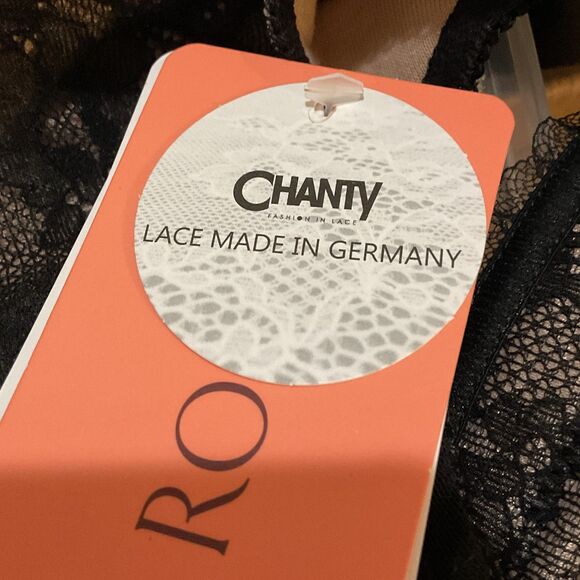 CHANTY
FASHION IN LACE
LACE MADE IN GERMANY
RO